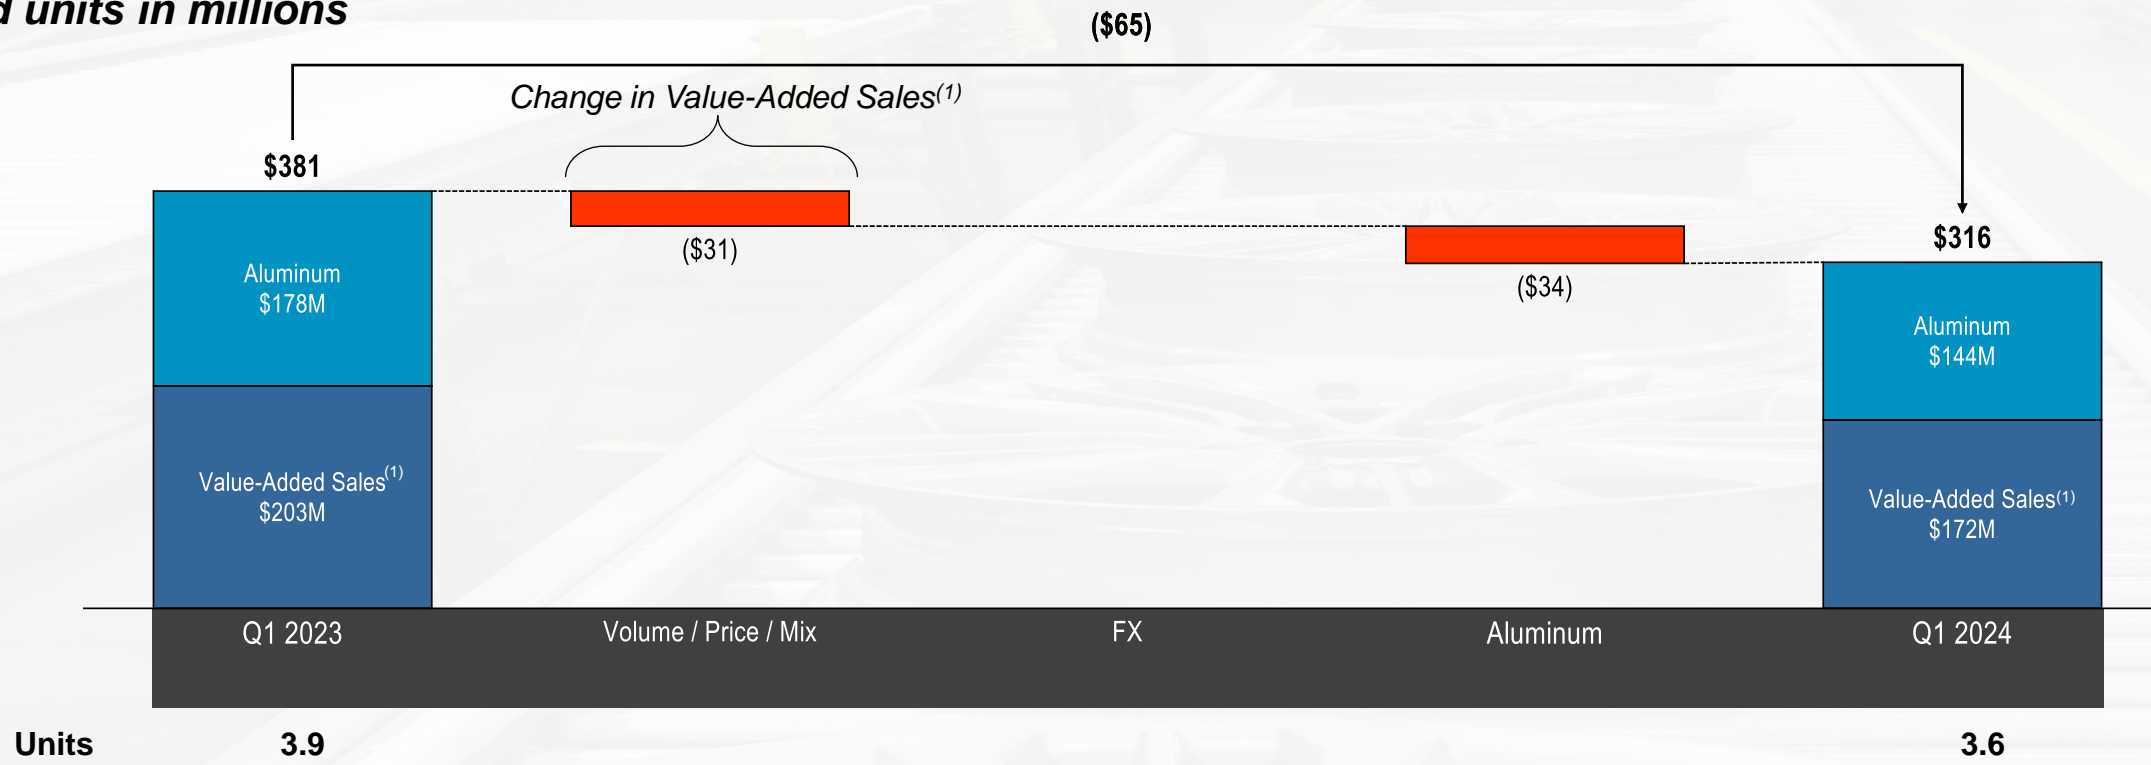 units in millions
($65)
Change in Value-Added Sales(1)
$381
($31)
($34)
$316
Aluminum
$178M
Aluminum
$144M
Value-Added Sales(1)
$203M
Value-Added Sales(1)
$172M
Q1 2023
Volume / Price / Mix
FX
Aluminum
Q1 2024
Units
3.9
3.6